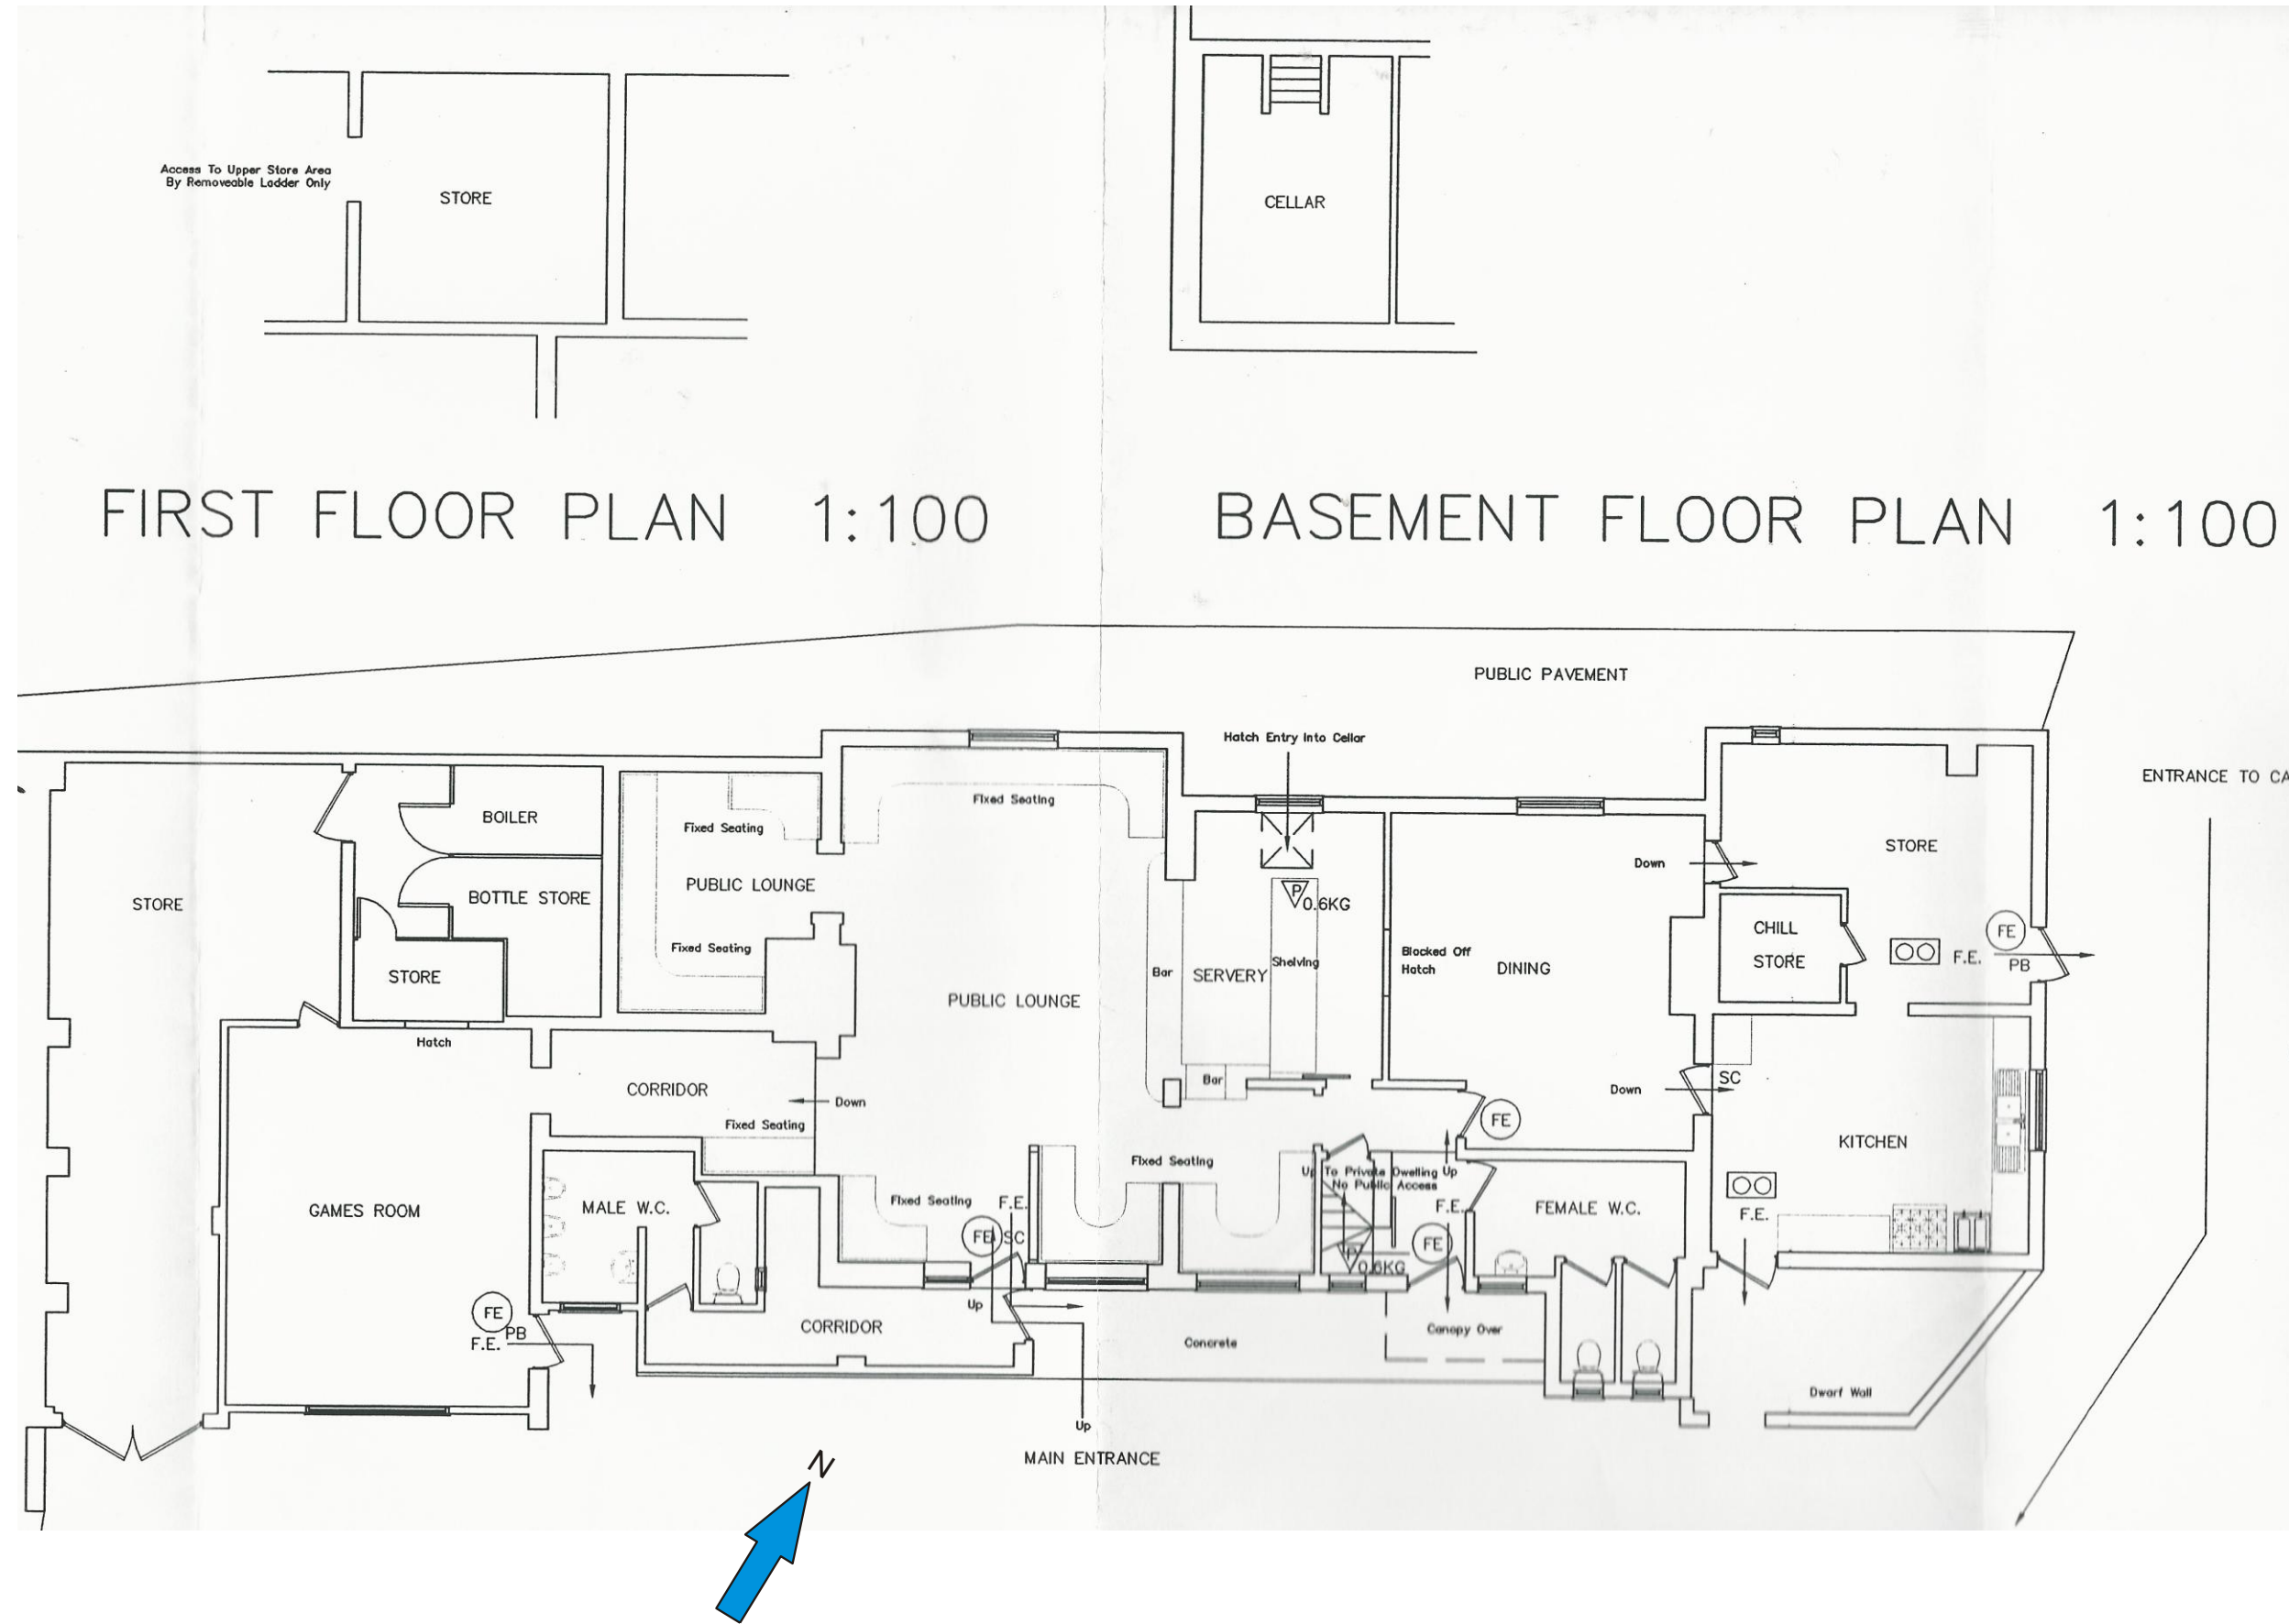 Access To Upper Store Area
By Removeable Ladder Only
STORE
CELLAR
FIRST FLOOR PLAN 1:100
BASEMENT FLOOR PLAN 1:100
PUBLIC PAVEMENT
Hatch Entry Into Cellar
ENTRANCE TO CA
BOILER
BOTTLE STORE
STORE
STORE
Hatch
Fixed Seating
PUBLIC LOUNGE
Fixed Seating
Fixed Seating
PUBLIC LOUNGE
Bar
SERVERY
Shelving
P
0.6KG
Bar
Blocked Off
Hatch
DINING
Down
STORE
CHILL
STORE
FE
F.E.
PB
Down
SC
KITCHEN
F.E.
CORRIDOR
Down
Fixed Seating
GAMES ROOM
FE
F.E.
PB
MALE W.C.
Fixed Seating
F.E.
FE
SC
Up
CORRIDOR
Fixed Seating
Up To Private Dwelling
No Public Access
Up
P
0.6KG
F.E.
FE
FE
FEMALE W.C.
Concrete
Canopy Over
Dwarf Wall
Up
MAIN ENTRANCE
N